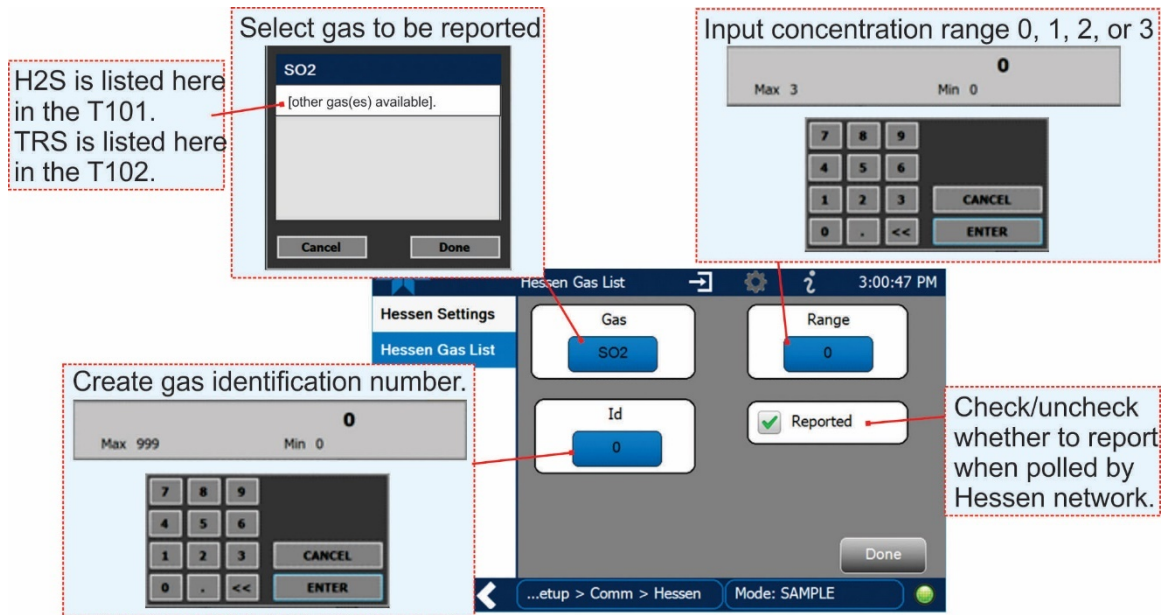 Select gas to be reported
SO2
[other gas(es) available].
Cancel
Done
H2S is listed here
in the T101.
TRS is listed here
in the T102.
Input concentration range 0, 1, 2, or 3
0
Max 3
Min 0
7 8 9
4 5 6
1 2 3 CANCEL
0 . << ENTER
Hessen Gas List
3:00:47 PM
Hessen Settings
Hessen Gas List
Gas
SO2
Range
0
Id
0
Reported
Done
...etup > Comm > Hessen
Mode: SAMPLE
Create gas identification number.
0
Max 999
Min 0
7 8 9
4 5 6
1 2 3 CANCEL
0 . << ENTER
Check/uncheck
whether to report
when polled by
Hessen network.